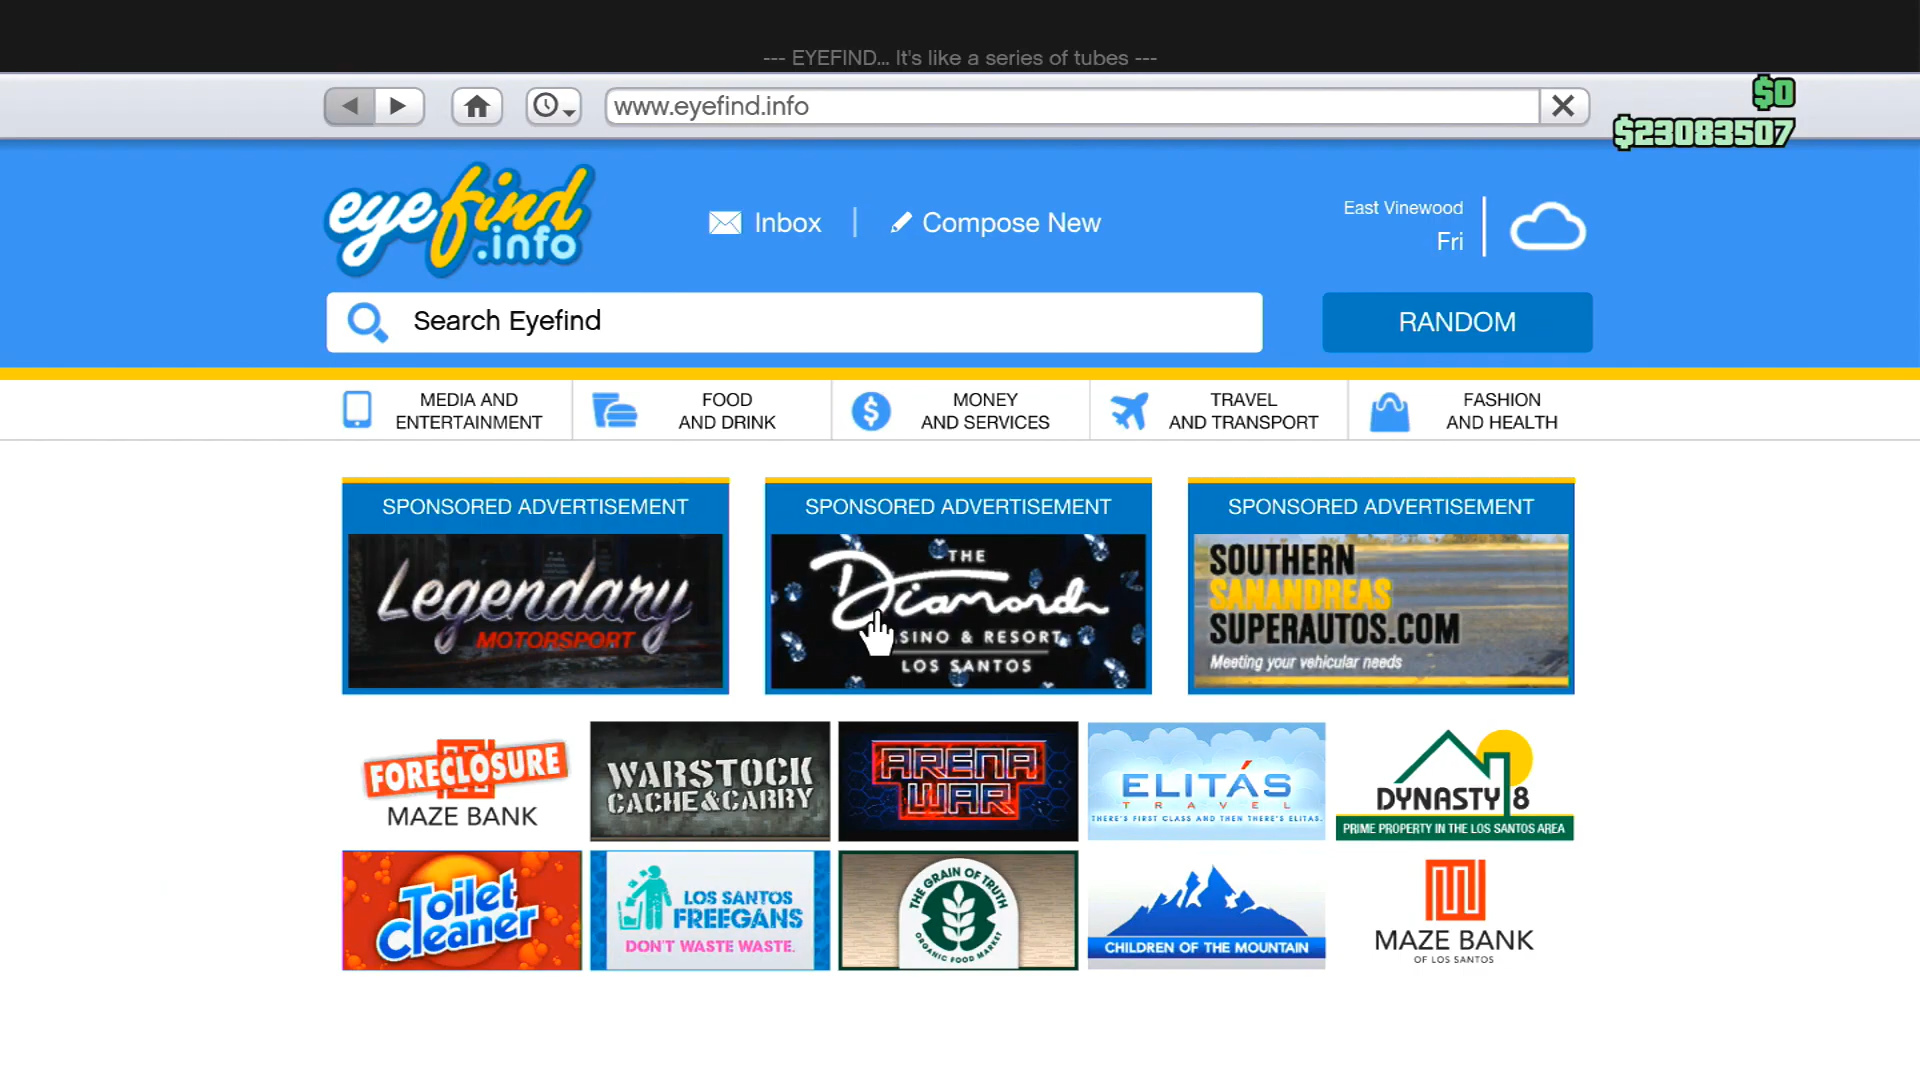 --- EYEFIND... It's like a series of tubes ---
www.eyefind.info
$0
$23083507
eyefind
.info
Inbox
Compose New
East Vinewood
Fri
Search Eyefind
RANDOM
MEDIA AND
ENTERTAINMENT
FOOD
AND DRINK
MONEY
AND SERVICES
TRAVEL
AND TRANSPORT
FASHION
AND HEALTH
SPONSORED ADVERTISEMENT
Legendary
MOTORSPORT
SPONSORED ADVERTISEMENT
THE
Diamond
SINO & RESORT
LOS SANTOS
SPONSORED ADVERTISEMENT
SOUTHERN
SANANDREAS
SUPERAUTOS.COM
Meeting your vehicular needs
FORECLOSURE
MAZE BANK
WARSTOCK
CACHE&CARRY
ARENA
WAR
ELITÁS
TRAVEL
THERE'S FIRST CLASS AND THEN THERE'S ELITAS.
DYNASTY 8
PRIME PROPERTY IN THE LOS SANTOS AREA
Toilet
Cleaner
LOS SANTOS
FREEGANS
DON'T WASTE WASTE.
THE GRAIN OF TRUTH
ORGANIC FOOD MARKET
CHILDREN OF THE MOUNTAIN
MAZE BANK
OF LOS SANTOS